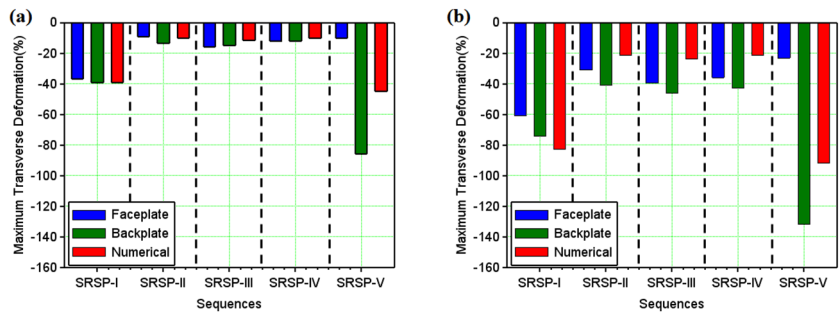 (a)
Maximum Transverse Deformation(%)
0
-20
-40
-60
-80
-100
-120
-140
-160
Faceplate
Backplate
Numerical
SRSP-I SRSP-II SRSP-III SRSP-IV SRSP-V
Sequences
(b)
Maximum Transverse Deformation(%)
0
-20
-40
-60
-80
-100
-120
-140
-160
Faceplate
Backplate
Numerical
SRSP-I SRSP-II SRSP-III SRSP-IV SRSP-V
Sequences